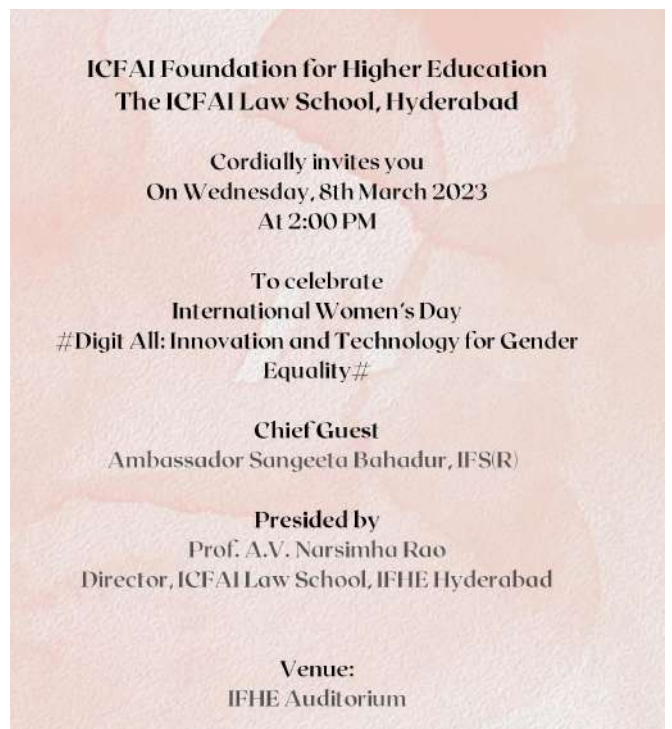 ICFAI Foundation for Higher Education
The ICFAI Law School, Hyderabad
Cordially invites you
On Wednesday, 8th March 2023
At 2:00 PM
To celebrate
International Women's Day
#Digit All: Innovation and Technology for Gender
Equality#
Chief Guest
Ambassador Sangeeta Bahadur, IFS(R)
Presided by
Prof. A.V. Narsimha Rao
Director, ICFAI Law School, IFHE Hyderabad
Venue:
IFHE Auditorium